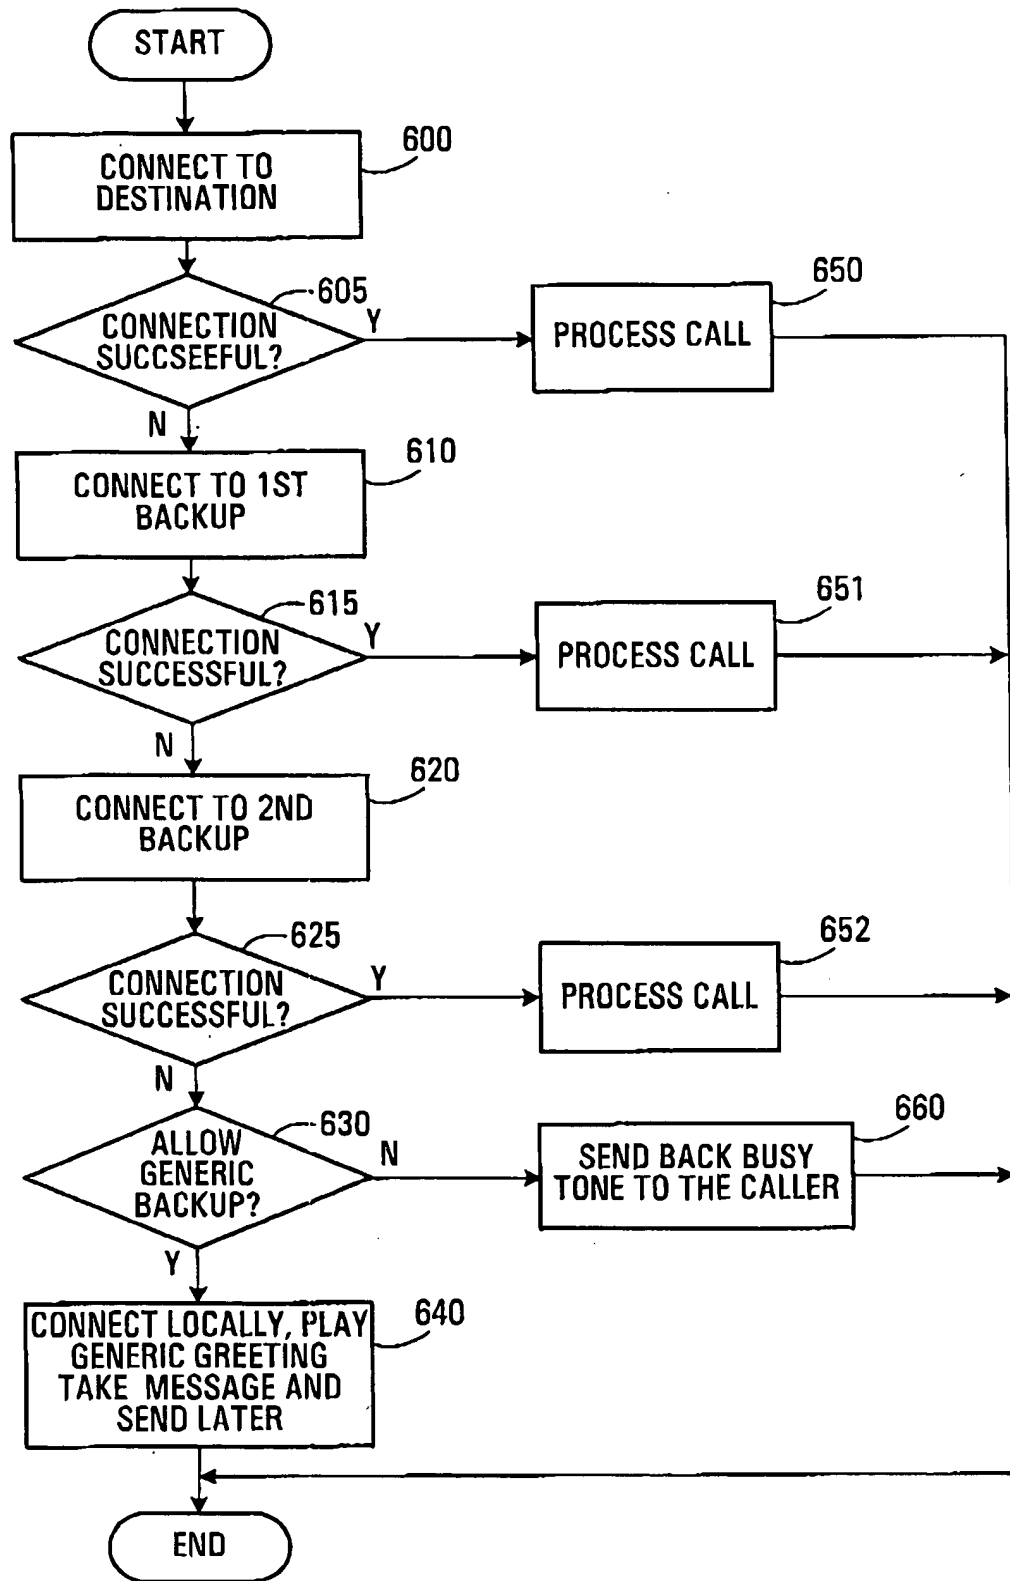 START
600
CONNECT TO
DESTINATION
605
CONNECTION
SUCCSEEFUL?
Y
650
PROCESS CALL
N
610
CONNECT TO 1ST
BACKUP
615
CONNECTION
SUCCESSFUL?
Y
651
PROCESS CALL
N
620
CONNECT TO 2ND
BACKUP
625
CONNECTION
SUCCESSFUL?
Y
652
PROCESS CALL
N
630
ALLOW
GENERIC
BACKUP?
N
660
SEND BACK BUSY
TONE TO THE CALLER
Y
640
CONNECT LOCALLY, PLAY
GENERIC GREETING
TAKE MESSAGE AND
SEND LATER
END